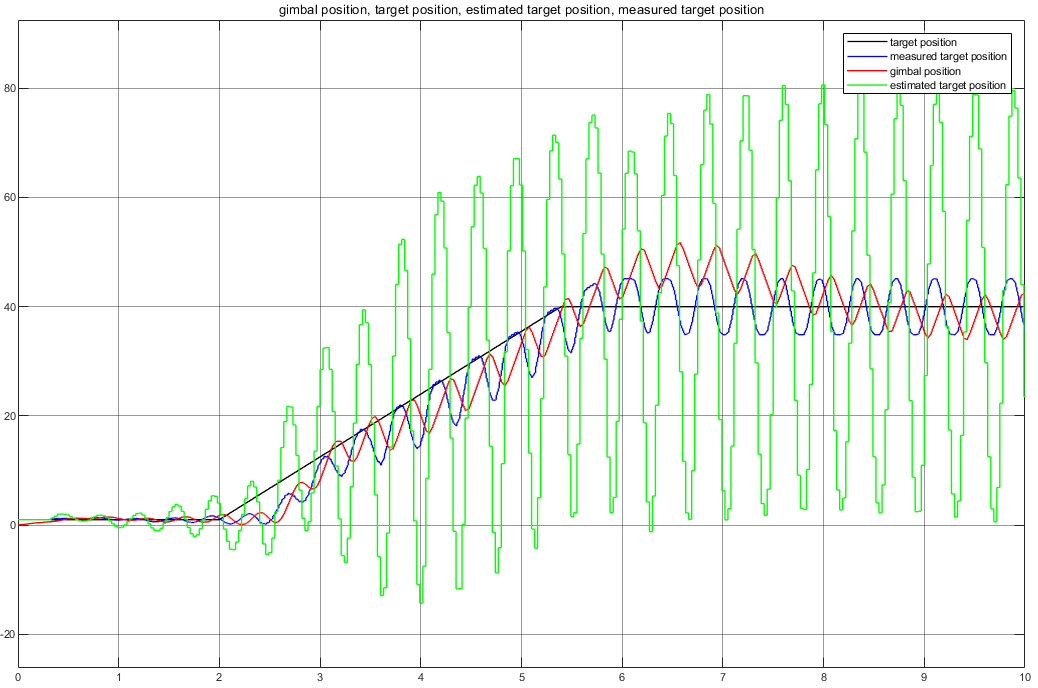 gimbal position, target position, estimated target position, measured target position
target position
measured target position
gimbal position
estimated target position
80
60
40
20
0
-20
0 1 2 3 4 5 6 7 8 9 10